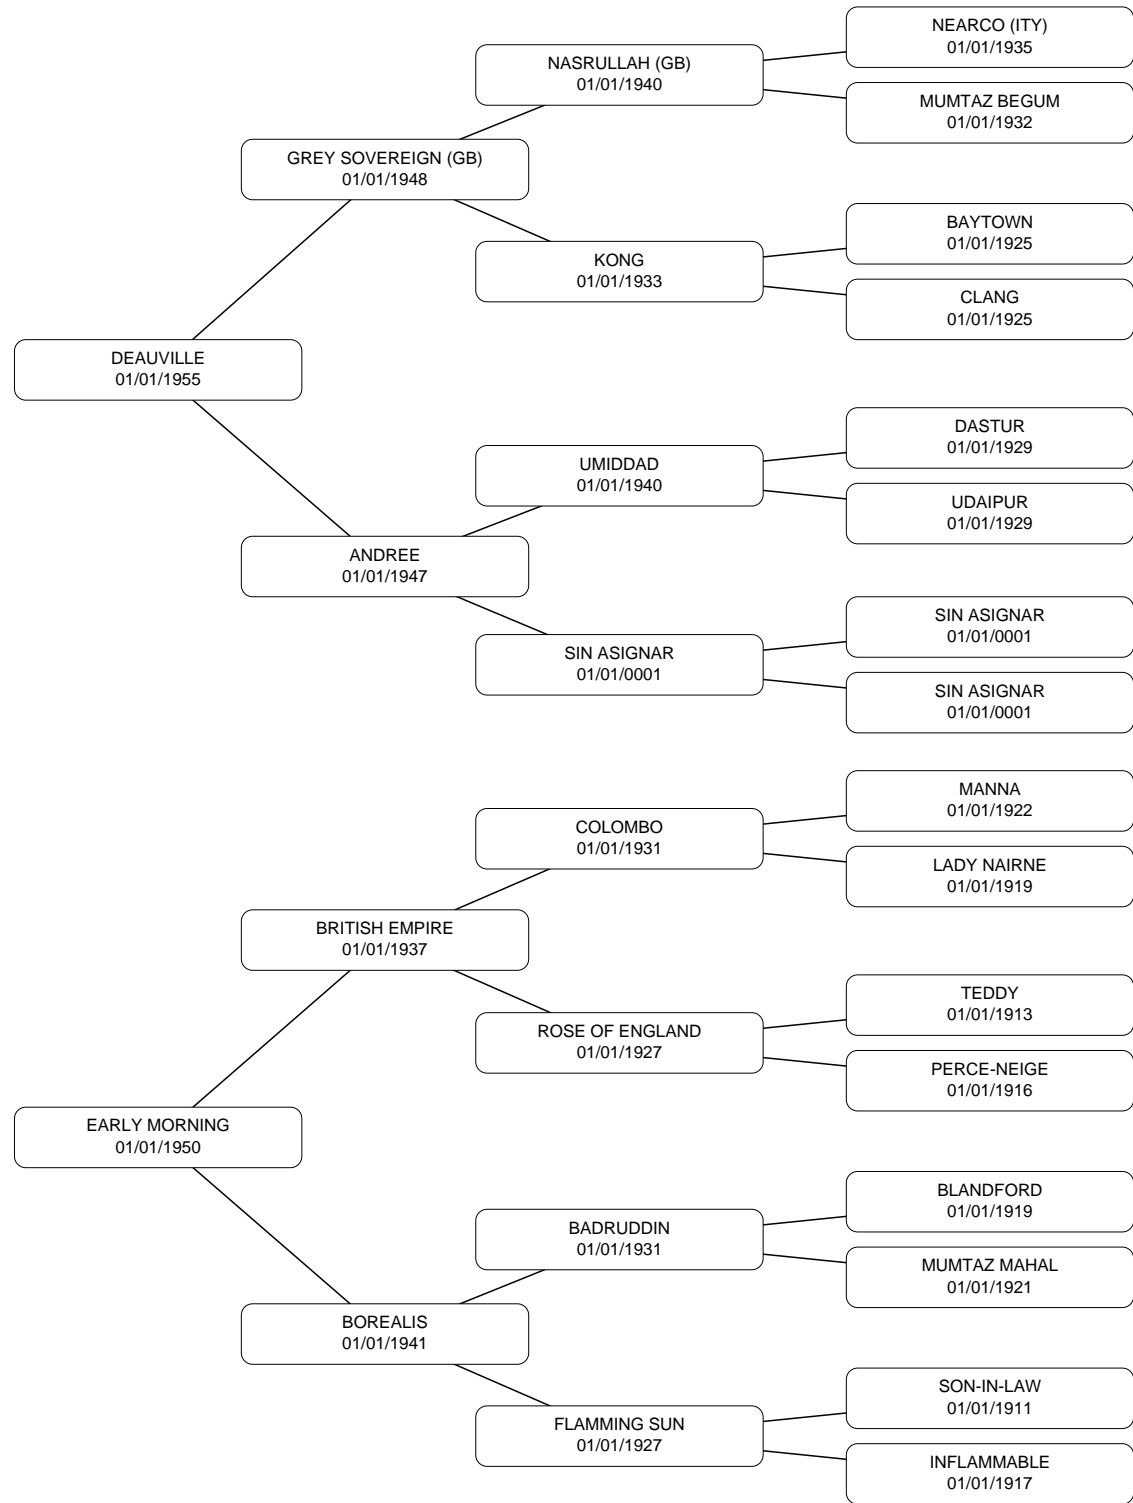 NEARCO (ITY)
01/01/1935
NASRULLAH (GB)
01/01/1940
MUMTAZ BEGUM
01/01/1932
GREY SOVEREIGN (GB)
01/01/1948
BAYTOWN
01/01/1925
KONG
01/01/1933
CLANG
01/01/1925
DEAUVILLE
01/01/1955
DASTUR
01/01/1929
UMIDDAD
01/01/1940
UDAIPUR
01/01/1929
ANDREE
01/01/1947
SIN ASIGNAR
01/01/0001
SIN ASIGNAR
01/01/0001
SIN ASIGNAR
01/01/0001
MANNA
01/01/1922
COLOMBO
01/01/1931
LADY NAIRNE
01/01/1919
BRITISH EMPIRE
01/01/1937
TEDDY
01/01/1913
ROSE OF ENGLAND
01/01/1927
PERCE-NEIGE
01/01/1916
EARLY MORNING
01/01/1950
BLANDFORD
01/01/1919
BADRUDDIN
01/01/1931
MUMTAZ MAHAL
01/01/1921
BOREALIS
01/01/1941
SON-IN-LAW
01/01/1911
FLAMMING SUN
01/01/1927
INFLAMMABLE
01/01/1917